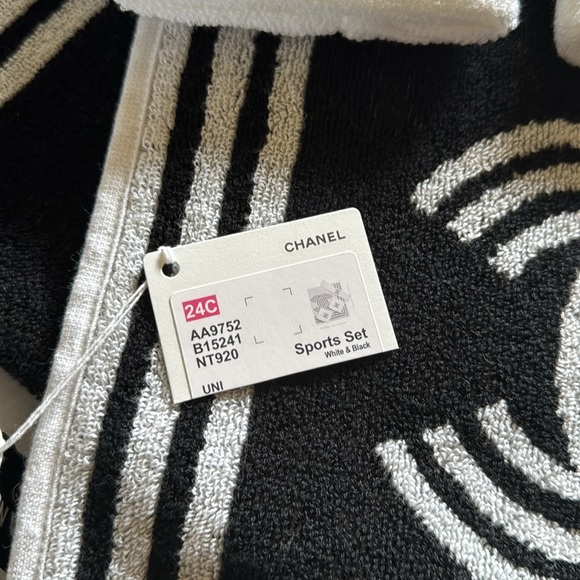 CHANEL
24C
AA9752
B15241
NT920
Sports Set
White & Black
UNI